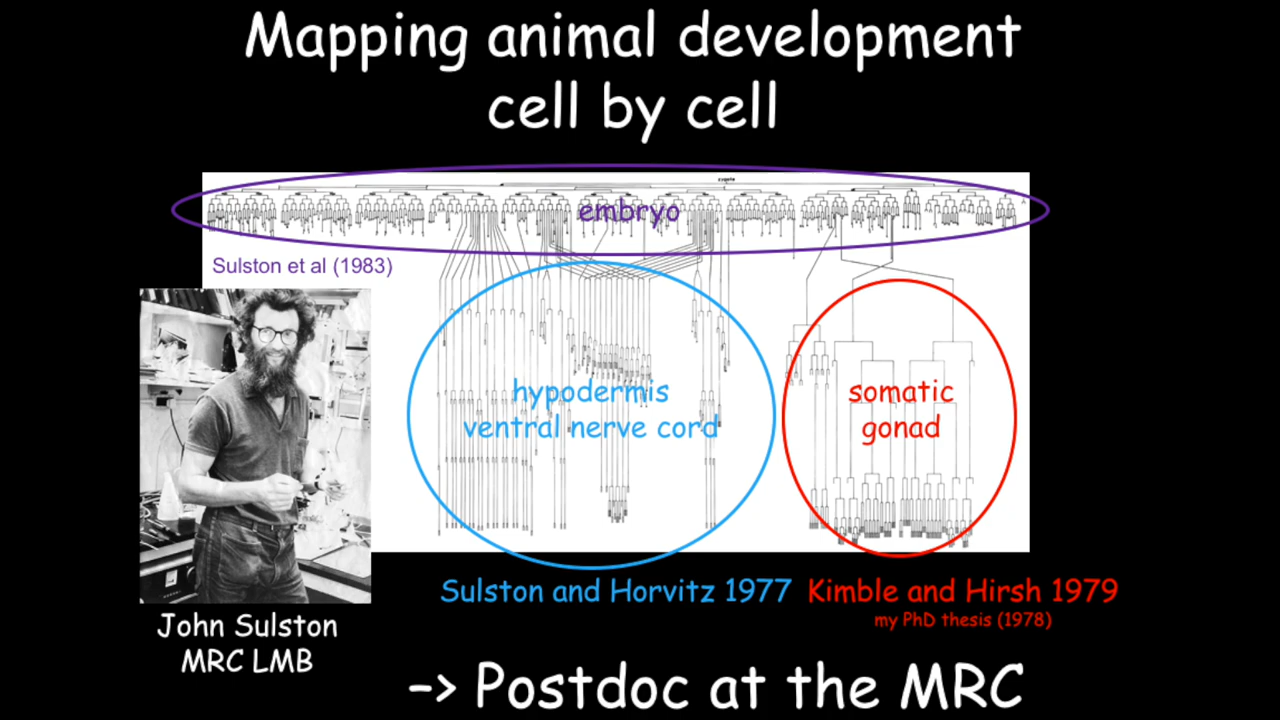 Mapping animal development
cell by cell
zygote
embryo
Sulston et al (1983)
hypodermis
ventral nerve cord
somatic
gonad
Sulston and Horvitz 1977
Kimble and Hirsh 1979
my PhD thesis (1978)
John Sulston
MRC LMB
-> Postdoc at the MRC